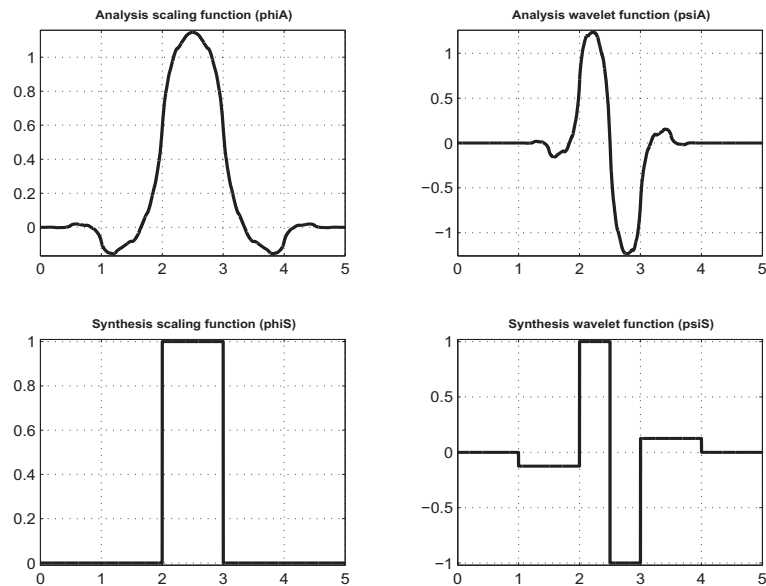 Analysis scaling function (phiA)
1
0.8
0.6
0.4
0.2
0
0 1 2 3 4 5
Analysis wavelet function (psiA)
1
0.5
0
−0.5
−1
0 1 2 3 4 5
Synthesis scaling function (phiS)
1
0.8
0.6
0.4
0.2
0
0 1 2 3 4 5
Synthesis wavelet function (psiS)
1
0.5
0
−0.5
−1
0 1 2 3 4 5